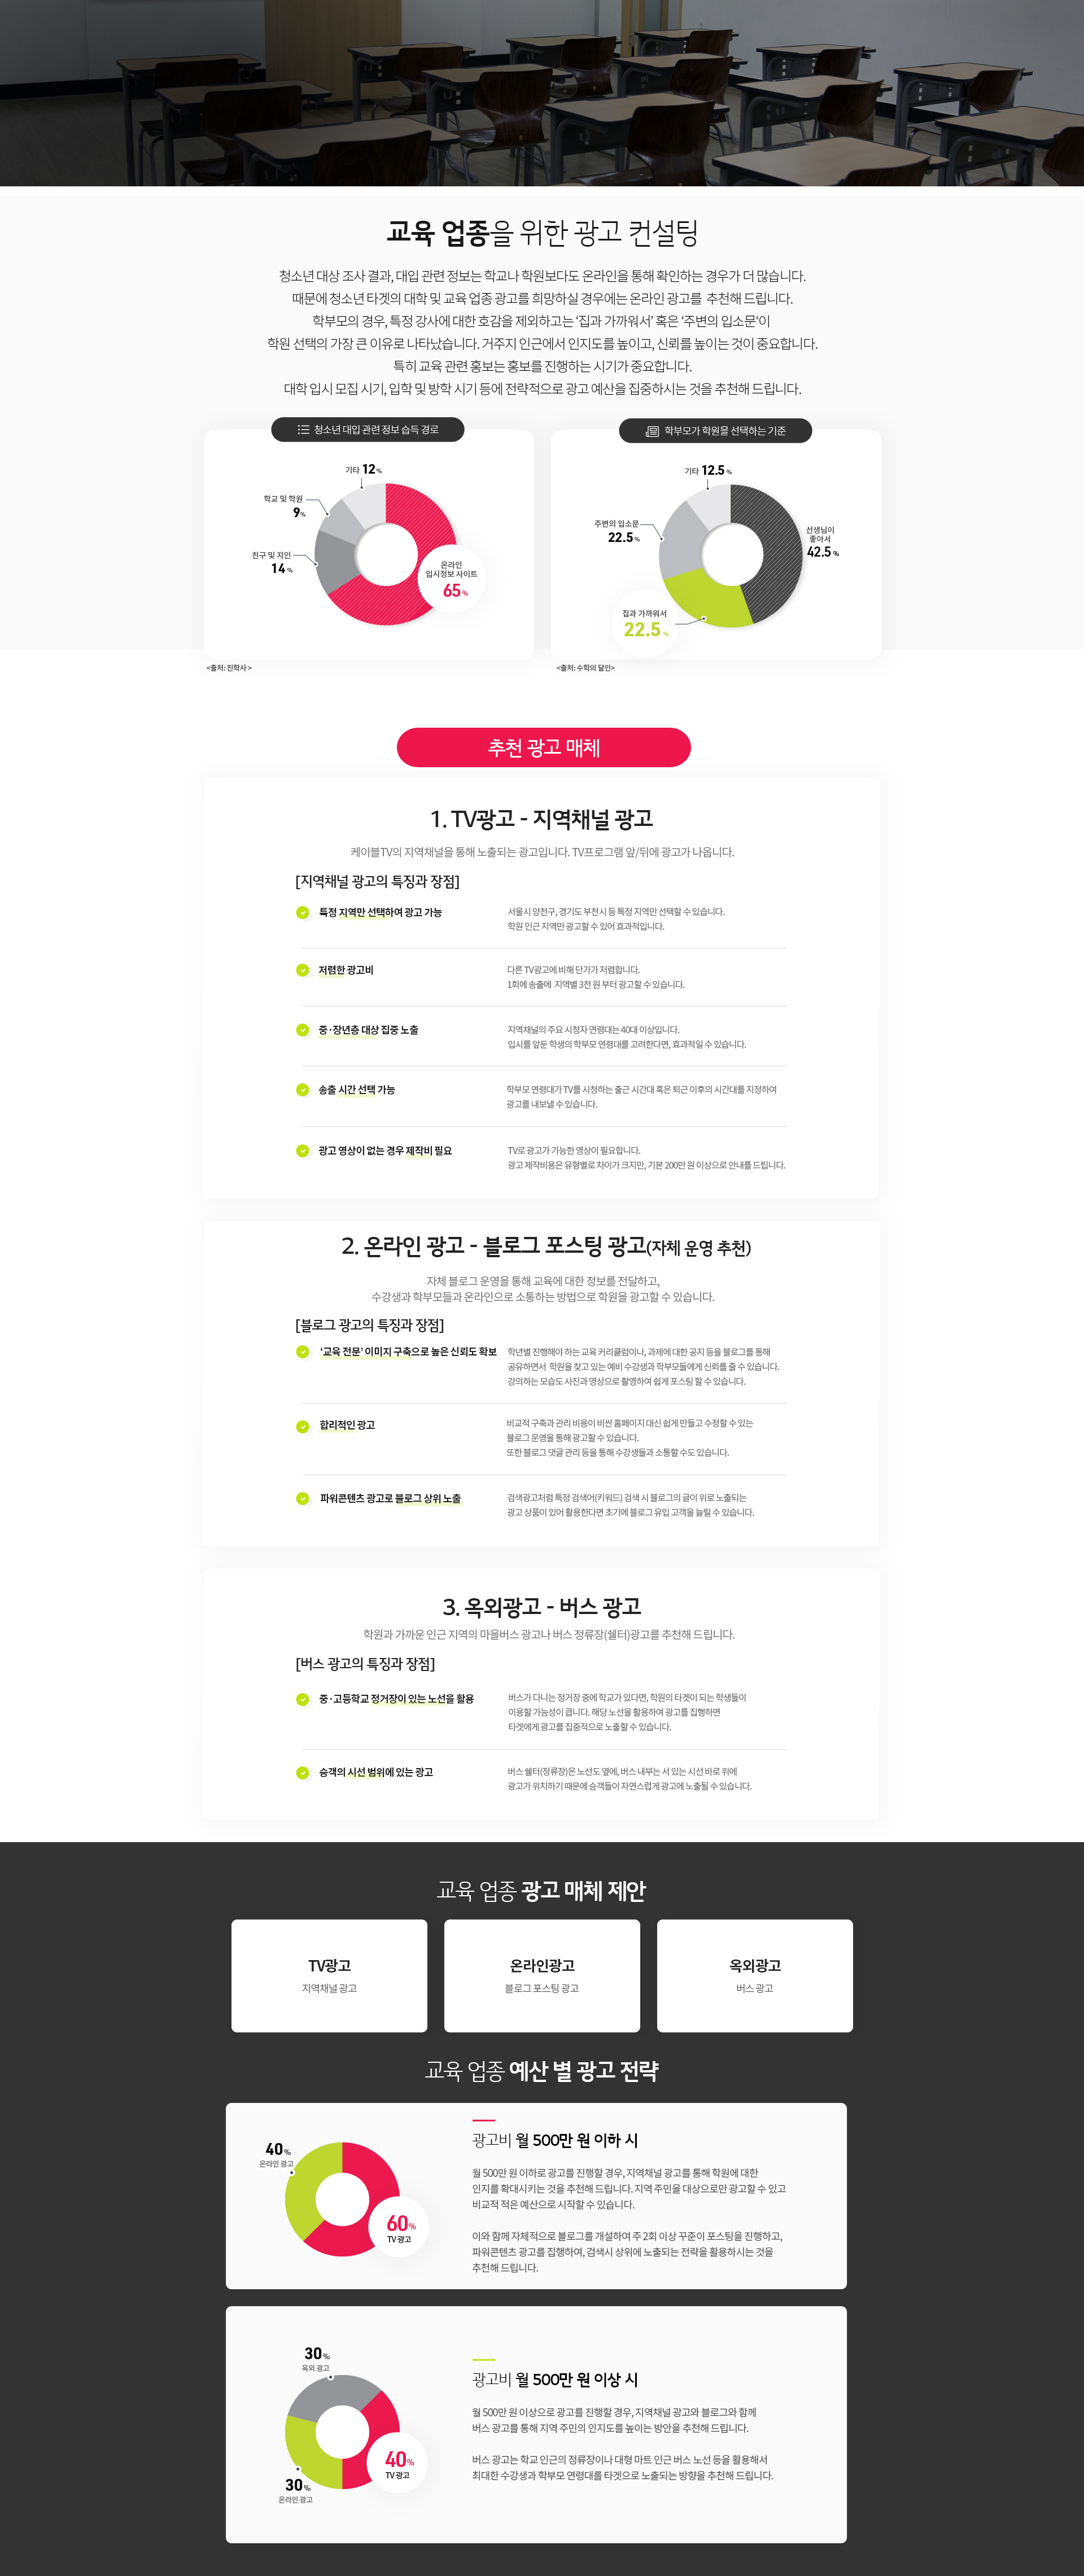 교육 업종을 위한 광고 컨설팅
청소년 대상 조사 결과, 대입 관련 정보는 학교나 학원보다도 온라인을 통해 확인하는 경우가 더 많습니다.
때문에 청소년 타겟의 대학 및 교육 업종 광고를 희망하실 경우에는 온라인 광고를 추천해 드립니다.
학부모의 경우, 특정 강사에 대한 호감을 제외하고는 ‘집과 가까워서’ 혹은 ‘주변의 입소문‘이
학원 선택의 가장 큰 이유로 나타났습니다. 거주지 인근에서 인지도를 높이고, 신뢰를 높이는 것이 중요합니다.
특히 교육 관련 홍보는 홍보를 진행하는 시기가 중요합니다.
대학 입시 모집 시기, 입학 및 방학 시기 등에 전략적으로 광고 예산을 집중하시는 것을 추천해 드립니다.
청소년 대입 관련 정보 습득 경로
기타 12 %
학교 및 학원
9%
친구 및 지인
14 %
온라인
입시정보 사이트
65 %
<출처: 진학사 >
학부모가 학원을 선택하는 기준
기타 12.5 %
주변의 입소문
22.5 %
선생님이
좋아서
42.5 %
집과 가까워서
22.5 %
<출처: 수학의 달인>
추천 광고 매체
1. TV광고 - 지역채널 광고
케이블TV의 지역채널을 통해 노출되는 광고입니다. TV프로그램 앞/뒤에 광고가 나옵니다.
[지역채널 광고의 특징과 장점]
특정 지역만 선택하여 광고 가능
서울시 양천구, 경기도 부천시 등 특정 지역만 선택할 수 있습니다.
학원 인근 지역만 광고할 수 있어 효과적입니다.
저렴한 광고비
다른 TV광고에 비해 단가가 저렴합니다.
1회에 송출에 지역별 3천 원 부터 광고할 수 있습니다.
중·장년층 대상 집중 노출
지역채널의 주요 시청자 연령대는 40대 이상입니다.
입시를 앞둔 학생의 학부모 연령대를 고려한다면, 효과적일 수 있습니다.
송출 시간 선택 가능
학부모 연령대가 TV를 시청하는 출근 시간대 혹은 퇴근 이후의 시간대를 지정하여
광고를 내보낼 수 있습니다.
광고 영상이 없는 경우 제작비 필요
TV로 광고가 가능한 영상이 필요합니다.
광고 제작비용은 유형별로 차이가 크지만, 기본 200만 원 이상으로 안내를 드립니다.
2. 온라인 광고 - 블로그 포스팅 광고(자체 운영 추천)
자체 블로그 운영을 통해 교육에 대한 정보를 전달하고,
수강생과 학부모들과 온라인으로 소통하는 방법으로 학원을 광고할 수 있습니다.
[블로그 광고의 특징과 장점]
‘교육 전문’ 이미지 구축으로 높은 신뢰도 확보
학년별 진행해야 하는 교육 커리큘럼이나, 과제에 대한 공지 등을 블로그를 통해
공유하면서 학원을 찾고 있는 예비 수강생과 학부모들에게 신뢰를 줄 수 있습니다.
강의하는 모습도 사진과 영상으로 촬영하여 쉽게 포스팅 할 수 있습니다.
합리적인 광고
비교적 구축과 관리 비용이 비싼 홈페이지 대신 쉽게 만들고 수정할 수 있는
블로그 운영을 통해 광고할 수 있습니다.
또한 블로그 댓글 관리 등을 통해 수강생들과 소통할 수도 있습니다.
파워콘텐츠 광고로 블로그 상위 노출
검색광고처럼 특정 검색어(키워드) 검색 시 블로그의 글이 위로 노출되는
광고 상품이 있어 활용한다면 초기에 블로그 유입 고객을 늘릴 수 있습니다.
3. 옥외광고 - 버스 광고
학원과 가까운 인근 지역의 마을버스 광고나 버스 정류장(쉘터)광고를 추천해 드립니다.
[버스 광고의 특징과 장점]
중·고등학교 정거장이 있는 노선을 활용
버스가 다니는 정거장 중에 학교가 있다면, 학원의 타겟이 되는 학생들이
이용할 가능성이 큽니다. 해당 노선을 활용하여 광고를 집행하면
타겟에게 광고를 집중적으로 노출할 수 있습니다.
승객의 시선 범위에 있는 광고
버스 쉘터(정류장)은 노선도 옆에, 버스 내부는 서 있는 시선 바로 위에
광고가 위치하기 때문에 승객들이 자연스럽게 광고에 노출될 수 있습니다.
교육 업종 광고 매체 제안
TV광고
지역채널 광고
온라인광고
블로그 포스팅 광고
옥외광고
버스 광고
교육 업종 예산 별 광고 전략
40%
온라인 광고
60%
TV 광고
광고비 월 500만 원 이하 시
월 500만 원 이하로 광고를 진행할 경우, 지역채널 광고를 통해 학원에 대한
인지를 확대시키는 것을 추천해 드립니다. 지역 주민을 대상으로만 광고할 수 있고
비교적 적은 예산으로 시작할 수 있습니다.
이와 함께 자체적으로 블로그를 개설하여 주 2회 이상 꾸준이 포스팅을 진행하고,
파워콘텐츠 광고를 집행하여, 검색시 상위에 노출되는 전략을 활용하시는 것을
추천해 드립니다.
30%
옥외 광고
40%
TV 광고
30%
온라인 광고
광고비 월 500만 원 이상 시
월 500만 원 이상으로 광고를 진행할 경우, 지역채널 광고와 블로그와 함께
버스 광고를 통해 지역 주민의 인지도를 높이는 방안을 추천해 드립니다.
버스 광고는 학교 인근의 정류장이나 대형 마트 인근 버스 노선 등을 활용해서
최대한 수강생과 학부모 연령대를 타겟으로 노출되는 방향을 추천해 드립니다.